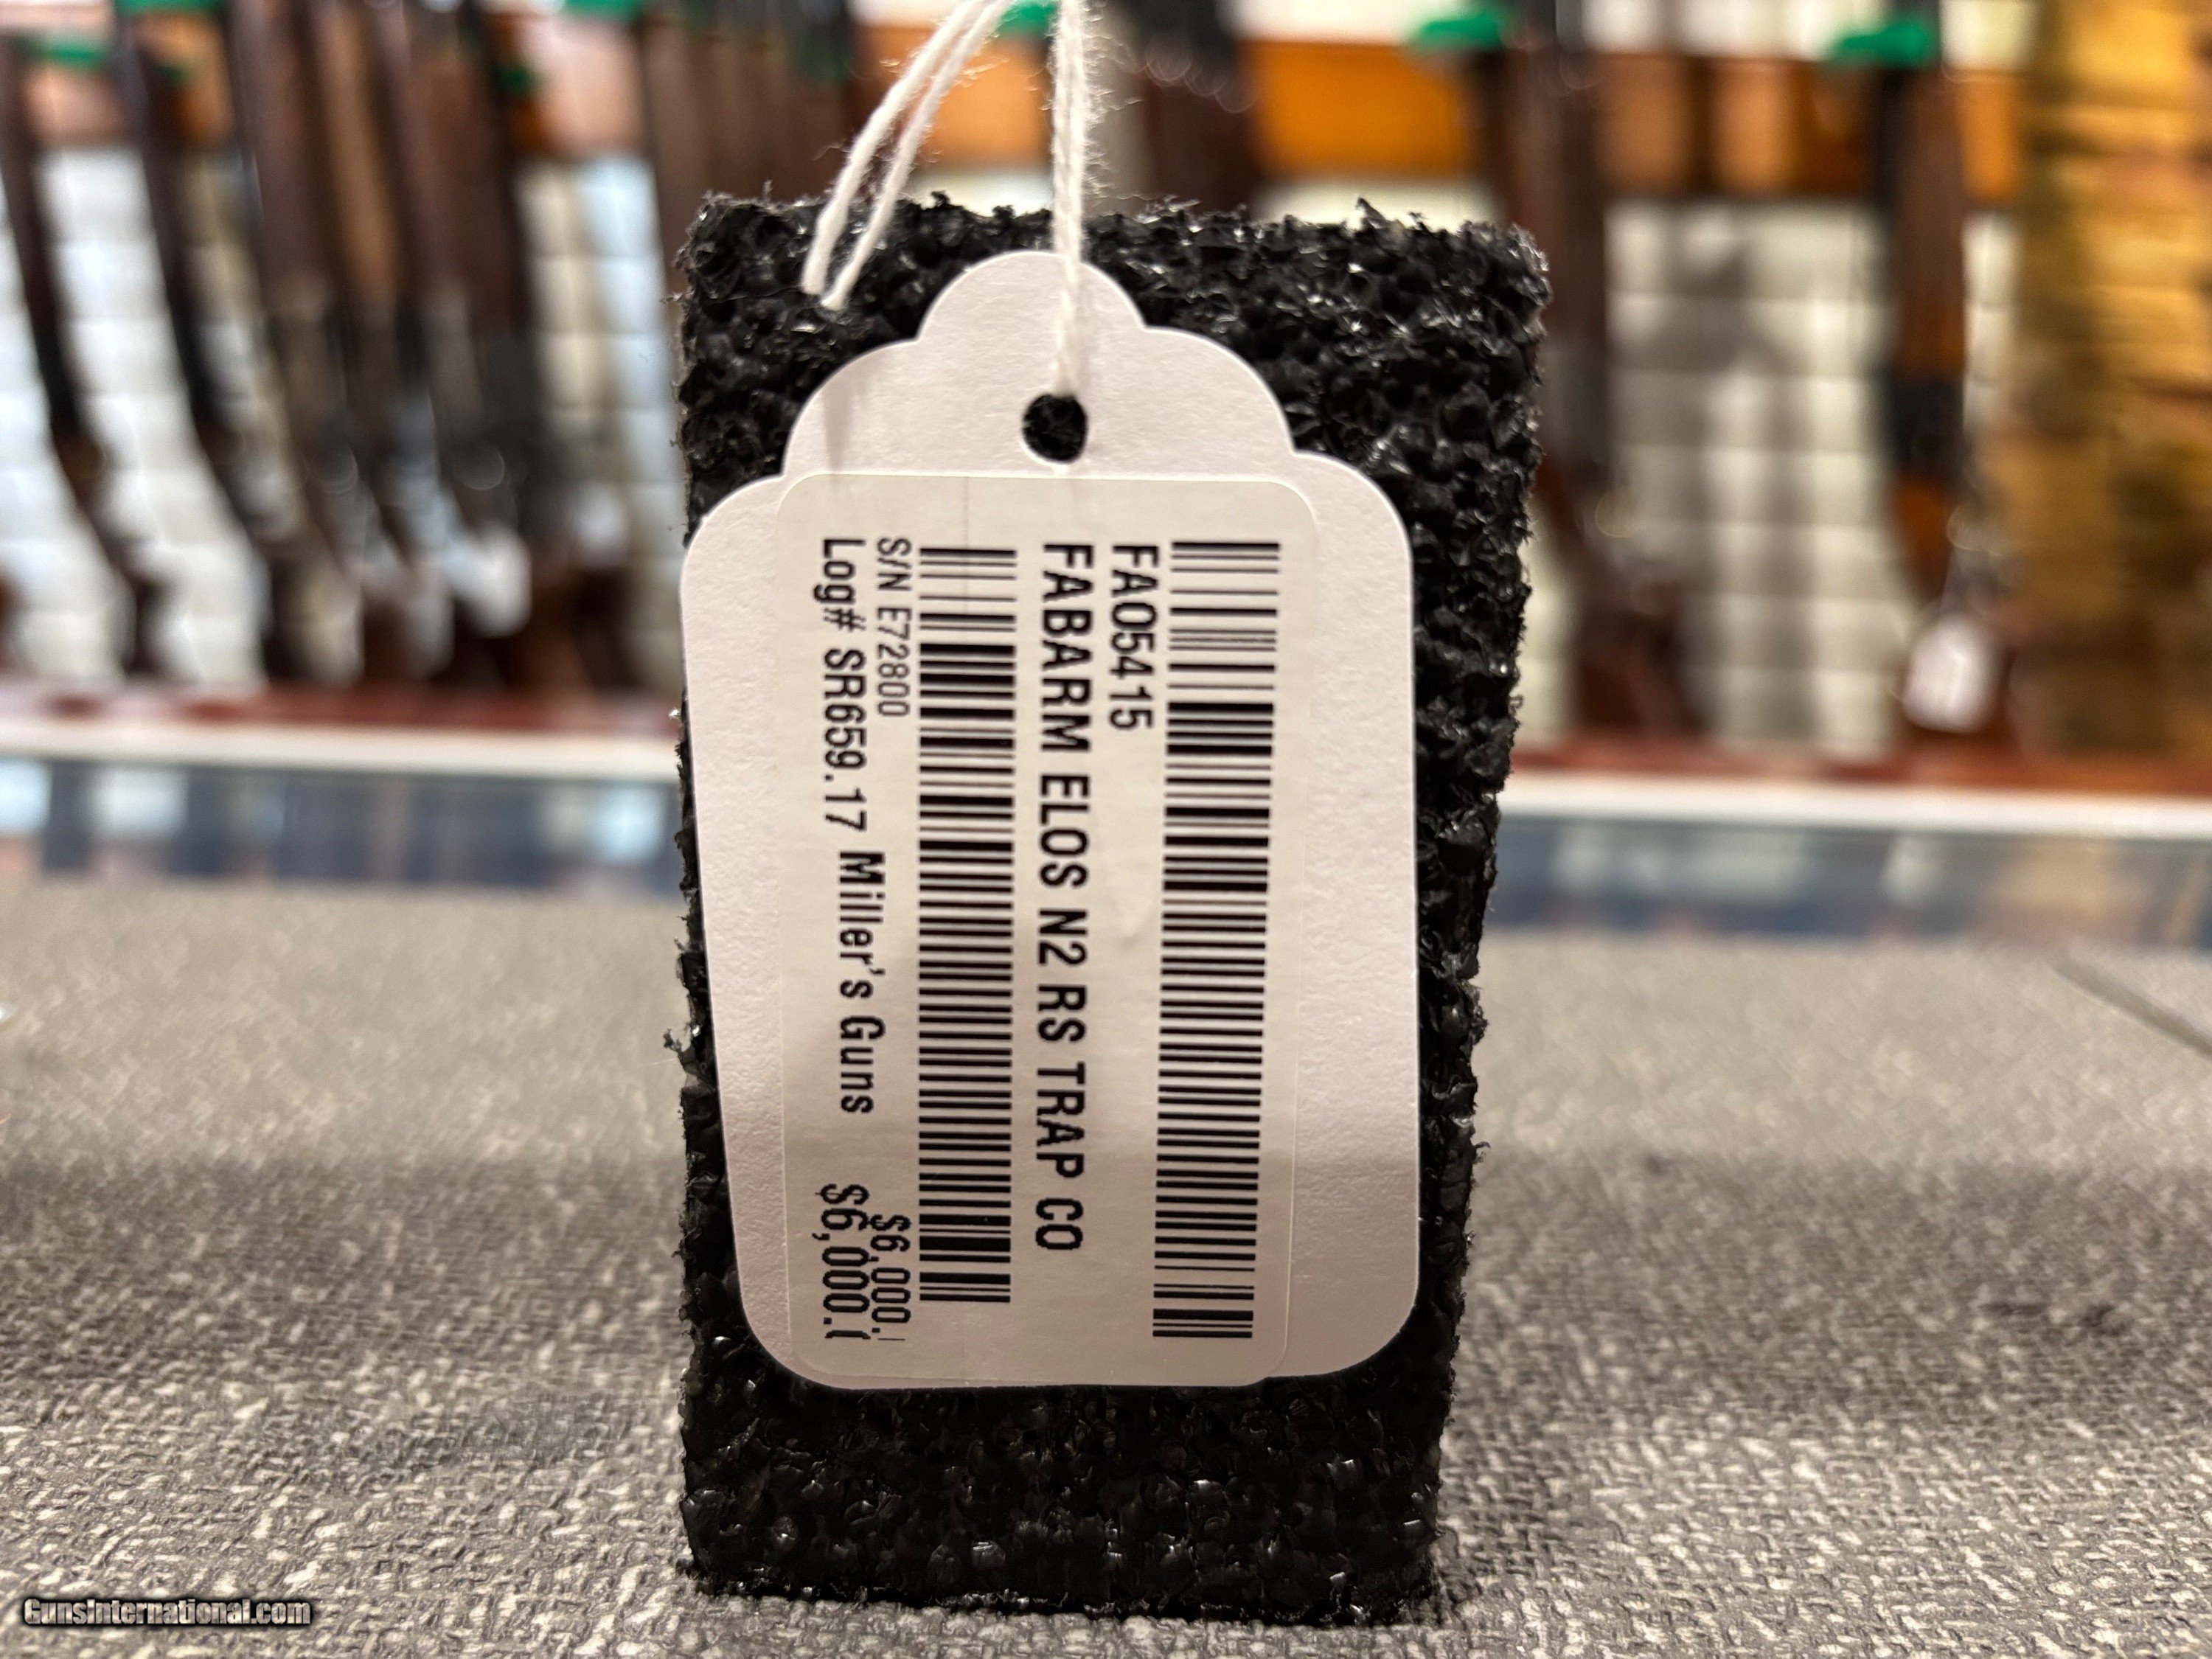 FA05415
FABARM ELOS N2 RS TRAP CO
S/N E72800
$6,000.
Log# SR659.17 Miller's Guns
$6,000.(
GunsInternational.com